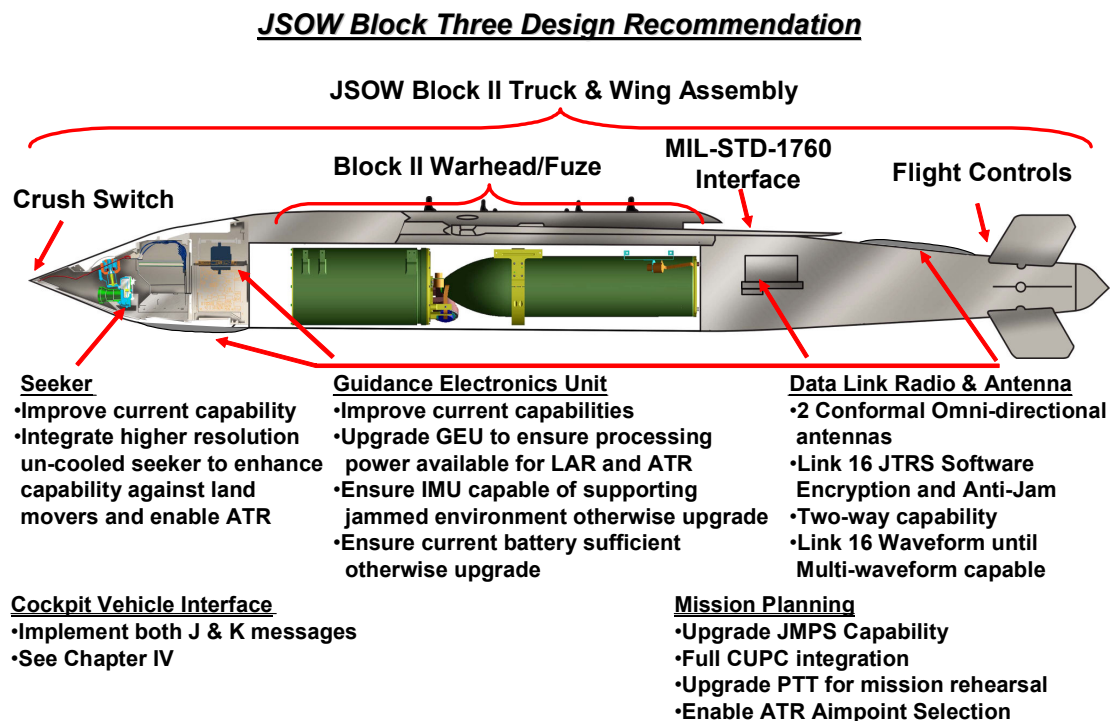 JSOW Block Three Design Recommendation
JSOW Block II Truck & Wing Assembly
Block II Warhead/Fuze
MIL-STD-1760
Interface
Flight Controls
Crush Switch
Seeker
•Improve current capability
•Integrate higher resolution
un-cooled seeker to enhance
capability against land
movers and enable ATR
Guidance Electronics Unit
•Improve current capabilities
•Upgrade GEU to ensure processing
power available for LAR and ATR
•Ensure IMU capable of supporting
jammed environment otherwise upgrade
•Ensure current battery sufficient
otherwise upgrade
Data Link Radio & Antenna
•2 Conformal Omni-directional
antennas
•Link 16 JTRS Software
Encryption and Anti-Jam
•Two-way capability
•Link 16 Waveform until
Multi-waveform capable
Cockpit Vehicle Interface
•Implement both J & K messages
•See Chapter IV
Mission Planning
•Upgrade JMPS Capability
•Full CUPC integration
•Upgrade PTT for mission rehearsal
•Enable ATR Aimpoint Selection